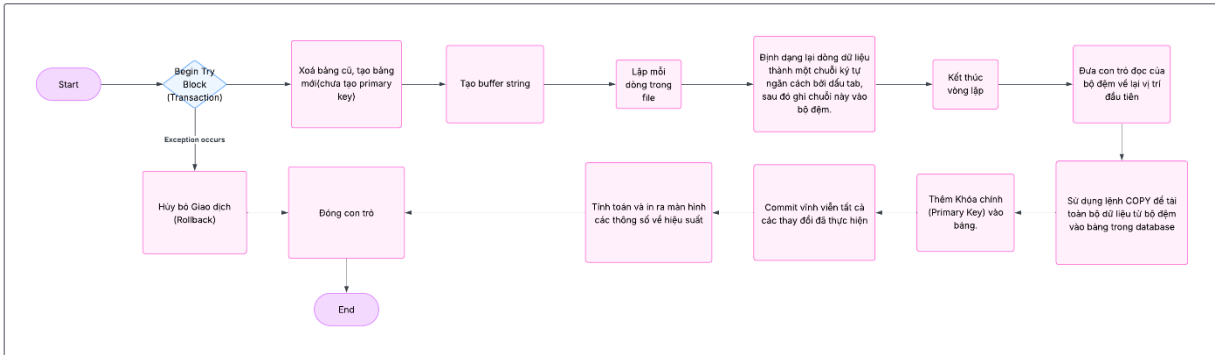 Start
Begin Try
Block
(Transaction)
Xoá bảng cũ, tạo bảng
mới(chưa tạo primary
key)
Tạo buffer string
Lặp mỗi
dòng trong
file
Định dạng lại dòng dữ liệu
thành một chuỗi ký tự
ngăn cách bởi dấu tab,
sau đó ghi chuỗi này vào
bộ đệm.
Kết thúc
vòng lặp
Đưa con trỏ đọc của
bộ đệm về lại vị trí
đầu tiên
Exception occurs
Hủy bỏ Giao dịch
(Rollback)
Đóng con trỏ
Tính toán và in ra màn hình
các thông số về hiệu suất
Commit vĩnh viễn tất cả
các thay đổi đã thực hiện
Thêm Khóa chính
(Primary Key) vào
bảng.
Sử dụng lệnh COPY để tải
toàn bộ dữ liệu từ bộ đệm
vào bảng trong database
End